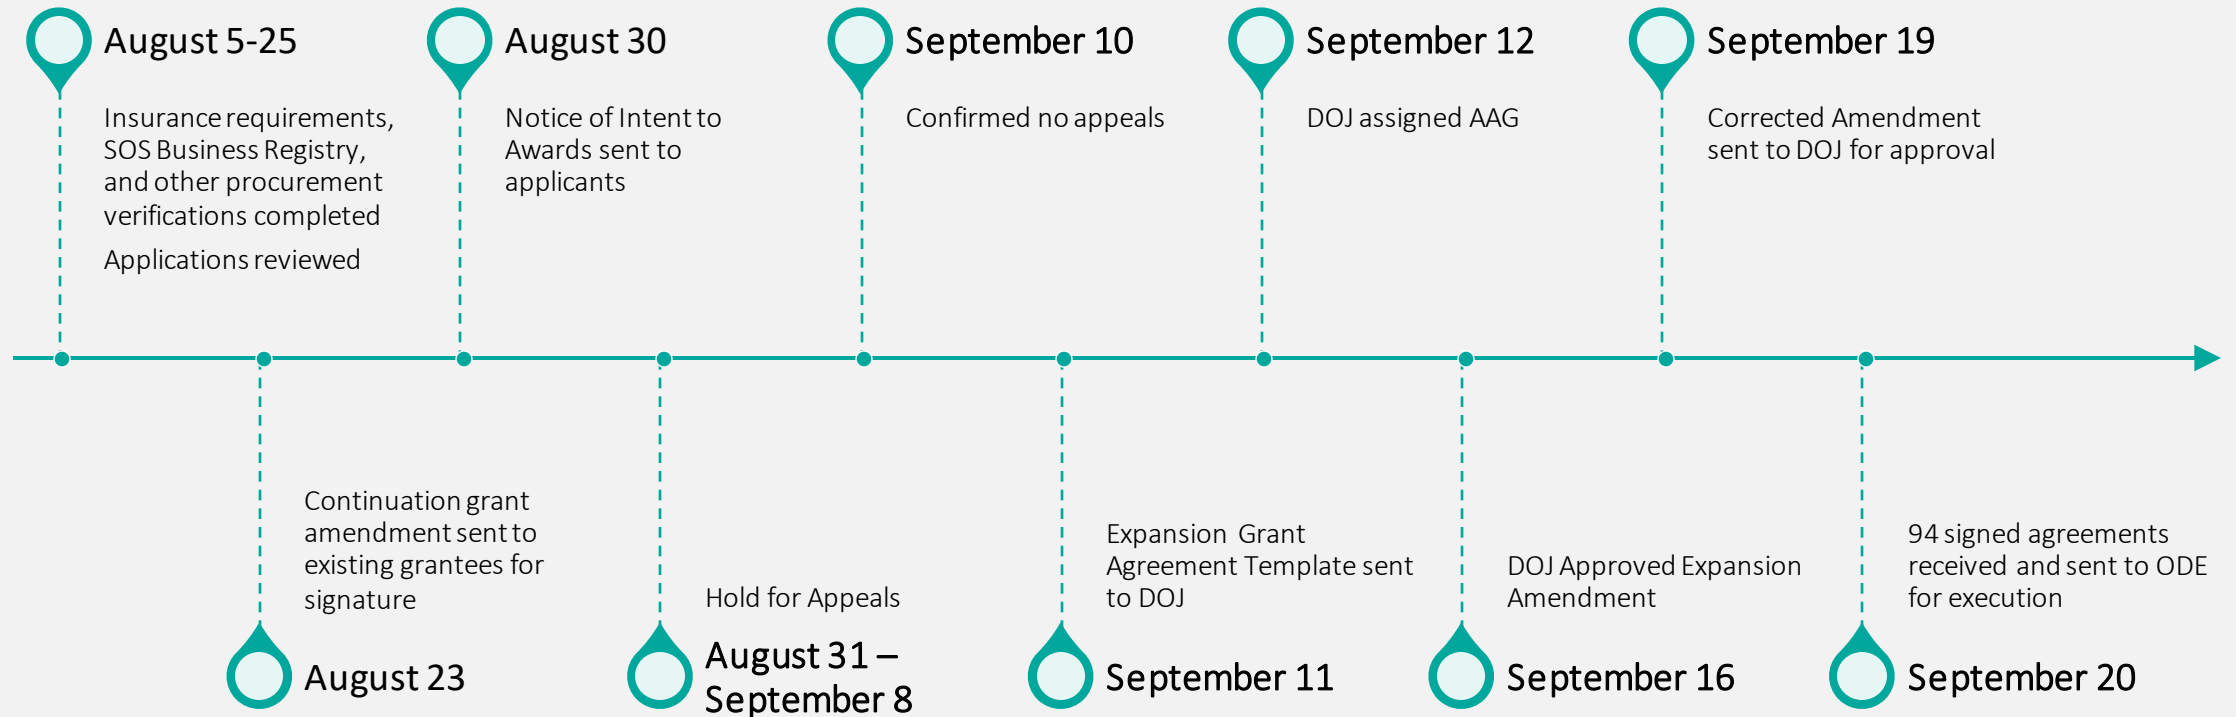 August 5-25
Insurance requirements,
SOS Business Registry,
and other procurement
verifications completed
Applications reviewed
August 30
Notice of Intent to
Awards sent to
applicants
September 10
Confirmed no appeals
September 12
DOJ assigned AAG
September 19
Corrected Amendment
sent to DOJ for approval
Continuation grant
amendment sent to
existing grantees for
signature
August 23
Hold for Appeals
August 31 –
September 8
Expansion Grant
Agreement Template sent
to DOJ
September 11
DOJ Approved Expansion
Amendment
September 16
94 signed agreements
received and sent to ODE
for execution
September 20